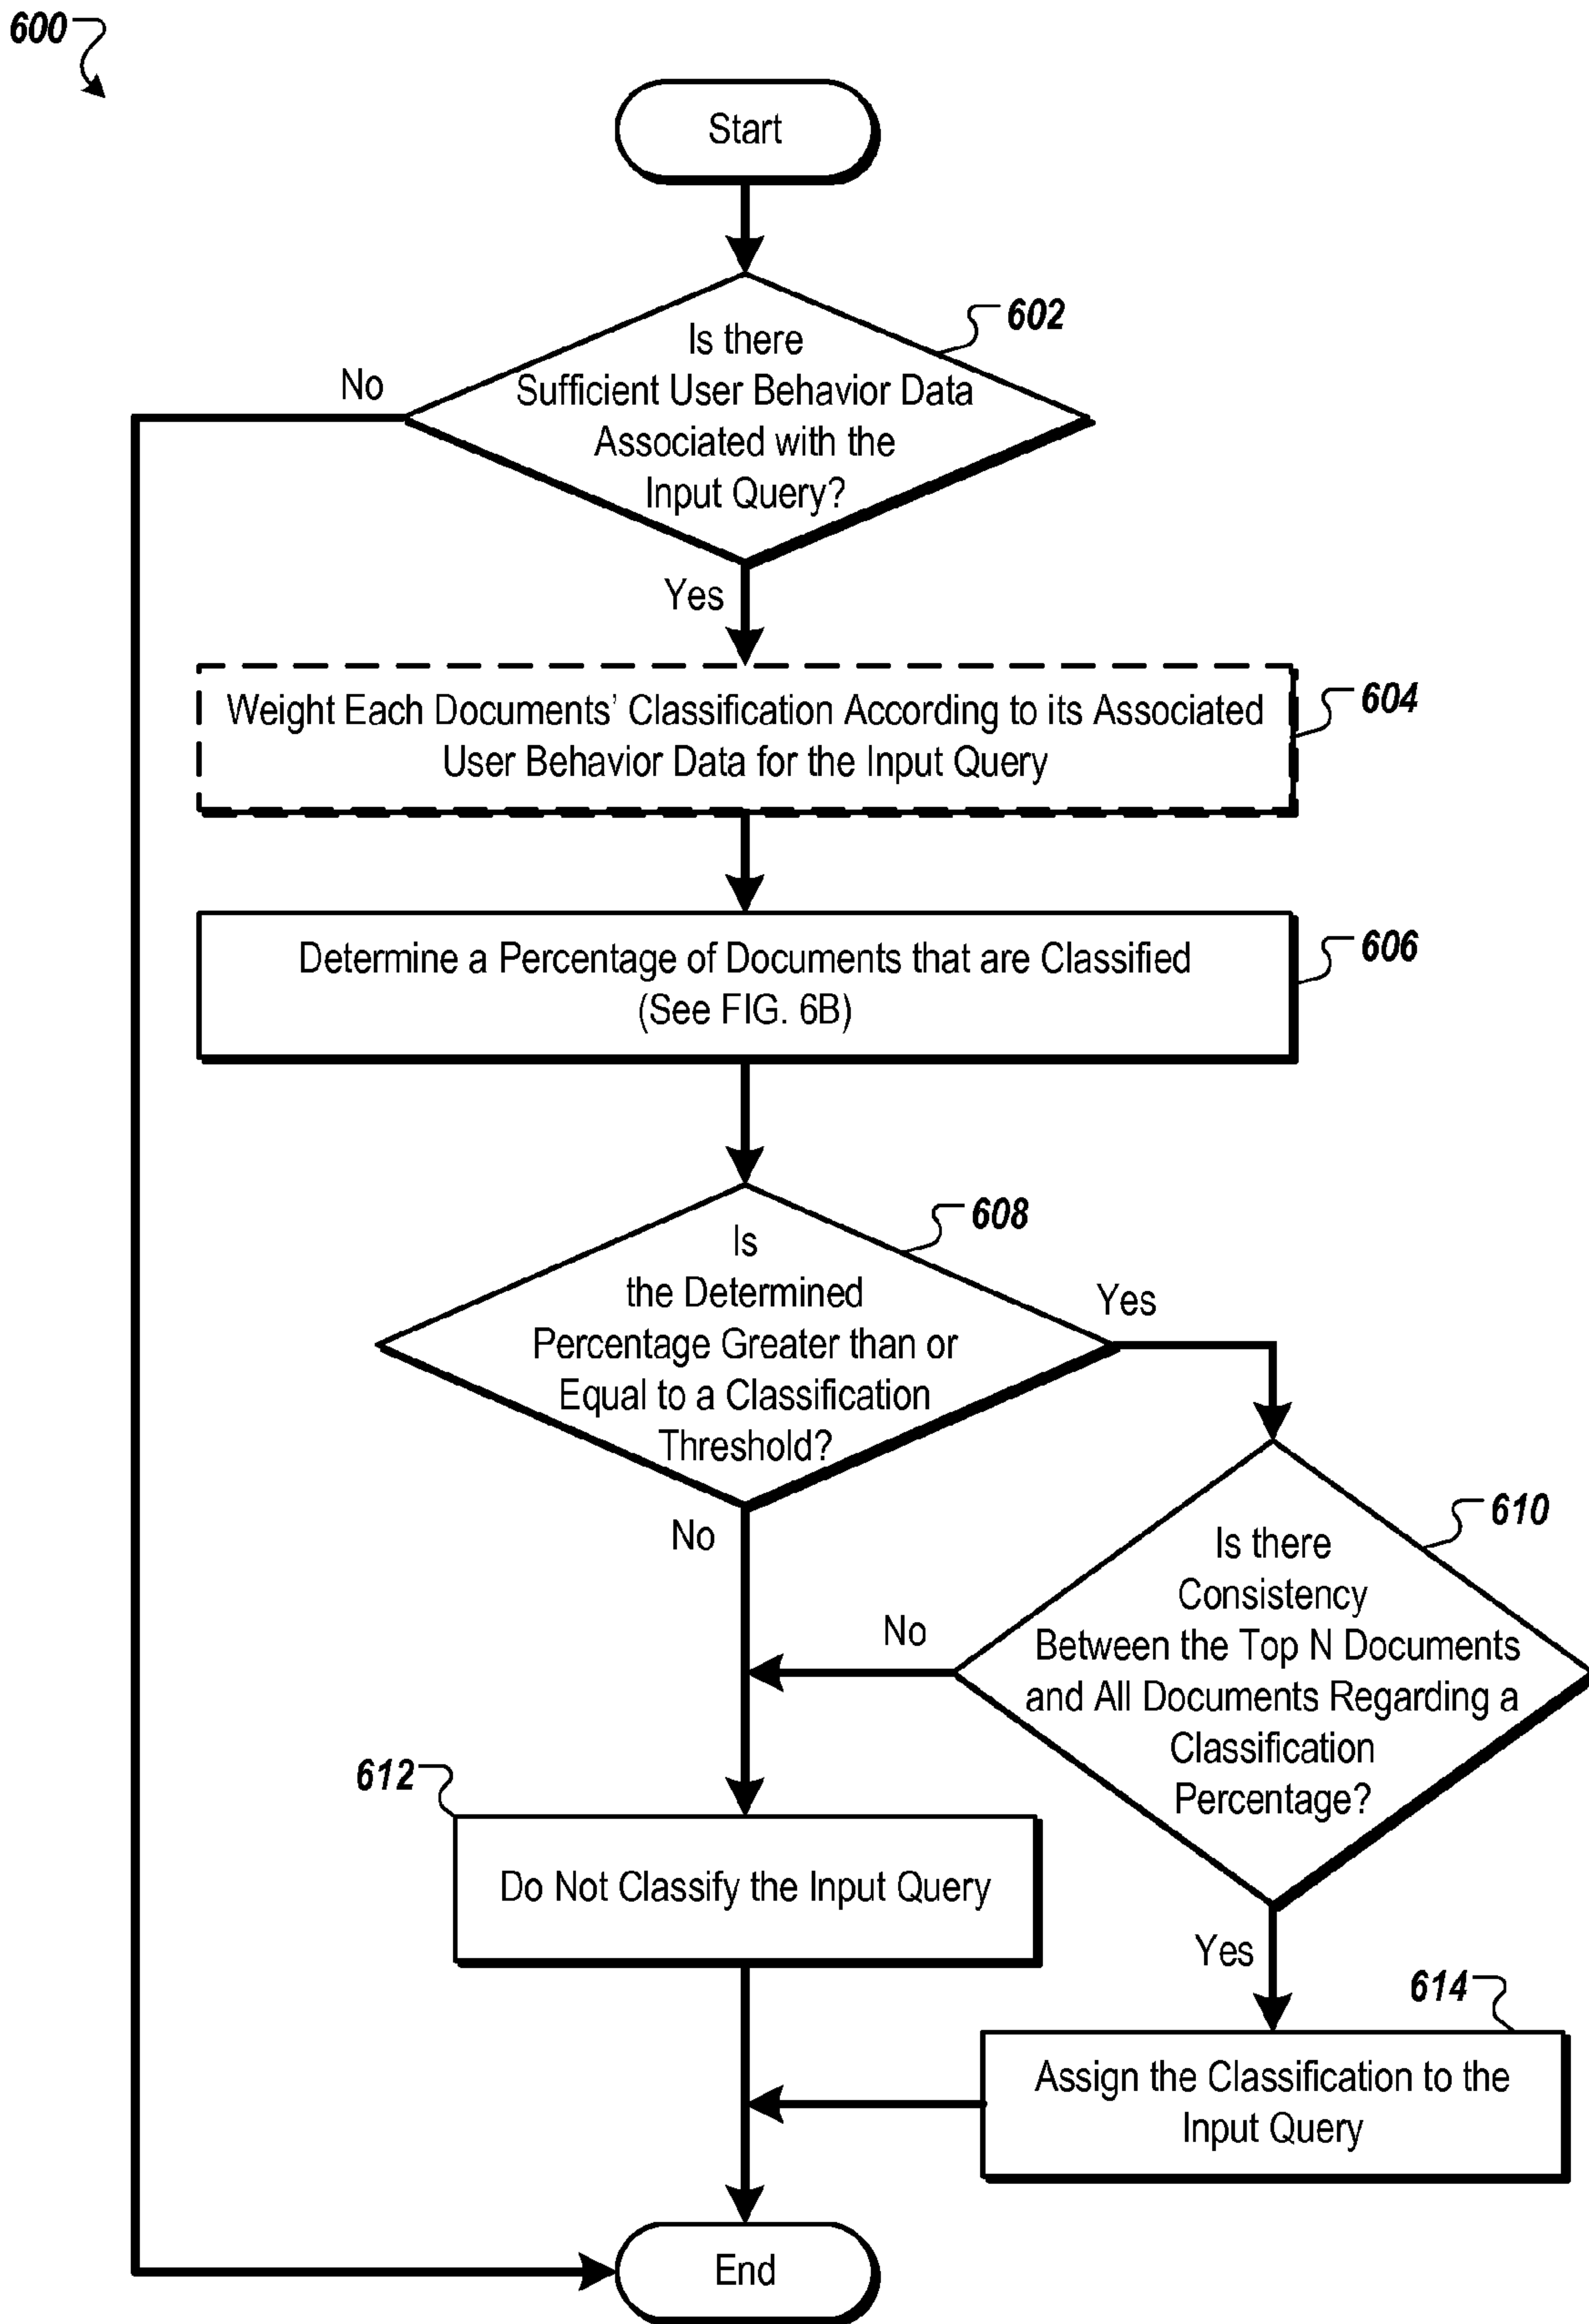 600
Start
602
Is there
Sufficient User Behavior Data
Associated with the
Input Query?
No
Yes
604
Weight Each Documents' Classification According to its Associated
User Behavior Data for the Input Query
606
Determine a Percentage of Documents that are Classified
(See FIG. 6B)
608
Is
the Determined
Percentage Greater than or
Equal to a Classification
Threshold?
Yes
No
610
Is there
Consistency
Between the Top N Documents
and All Documents Regarding a
Classification
Percentage?
No
612
Do Not Classify the Input Query
Yes
614
Assign the Classification to the
Input Query
End